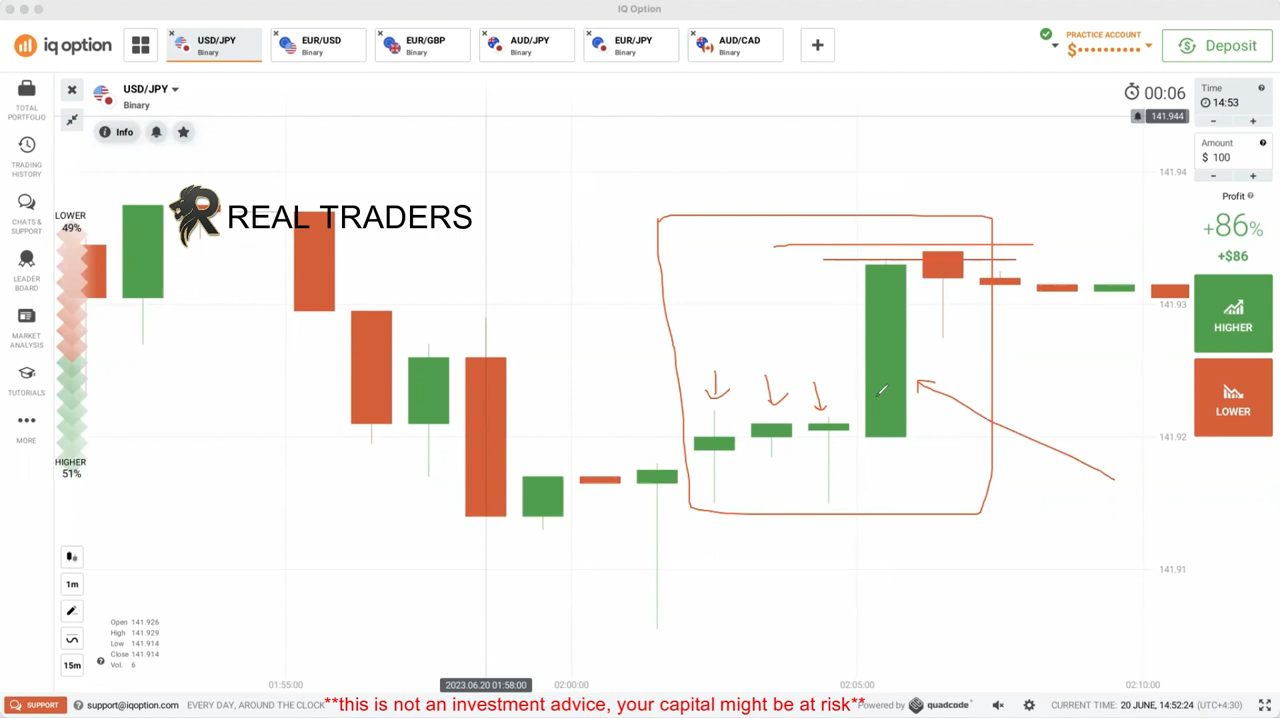 IQ Option
iq option
USD/JPY
Binary
EUR/USD
Binary
EUR/GBP
Binary
AUD/JPY
Binary
EUR/JPY
Binary
AUD/CAD
Binary
PRACTICE ACCOUNT
$••••••••••
Deposit
TOTAL
PORTFOLIO
TRADING
HISTORY
CHATS &
SUPPORT
LEADER
BOARD
MARKET
ANALYSIS
TUTORIALS
MORE
USD/JPY
Binary
Info
REAL TRADERS
LOWER
49%
HIGHER
51%
00:06
141.944
141.94
141.93
141.92
141.91
Time
14:53
Amount
$ 100
Profit
+86%
+$86
HIGHER
LOWER
1m
15m
Open 141.926
High 141.929
Low 141.914
Close 141.914
Vol. 6
01:55:00
2023.06.20 01:58:00
02:00:00
02:05:00
02:10:00
SUPPORT
support@iqoption.com
EVERY DAY, AROUND THE CLOCK
**this is not an investment advice, your capital might be at risk**
Powered by quadcode
CURRENT TIME: 20 JUNE, 14:52:24 (UTC+4:30)